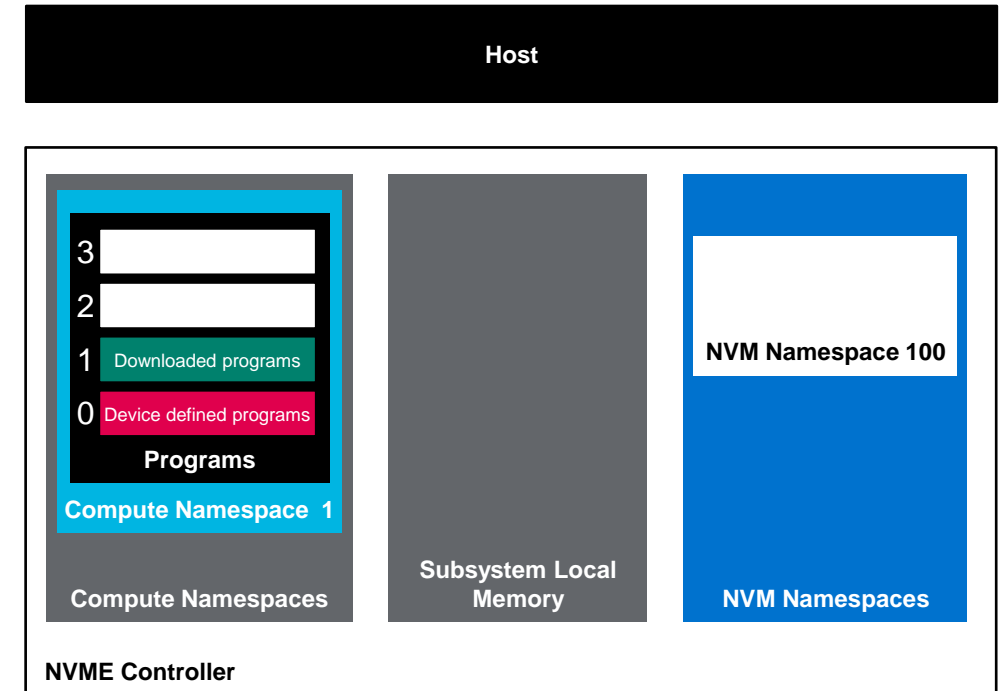 Host
3
2
1 Downloaded programs
0 Device defined programs
Programs
Compute Namespace 1
Compute Namespaces
Subsystem Local
Memory
NVM Namespace 100
NVM Namespaces
NVME Controller